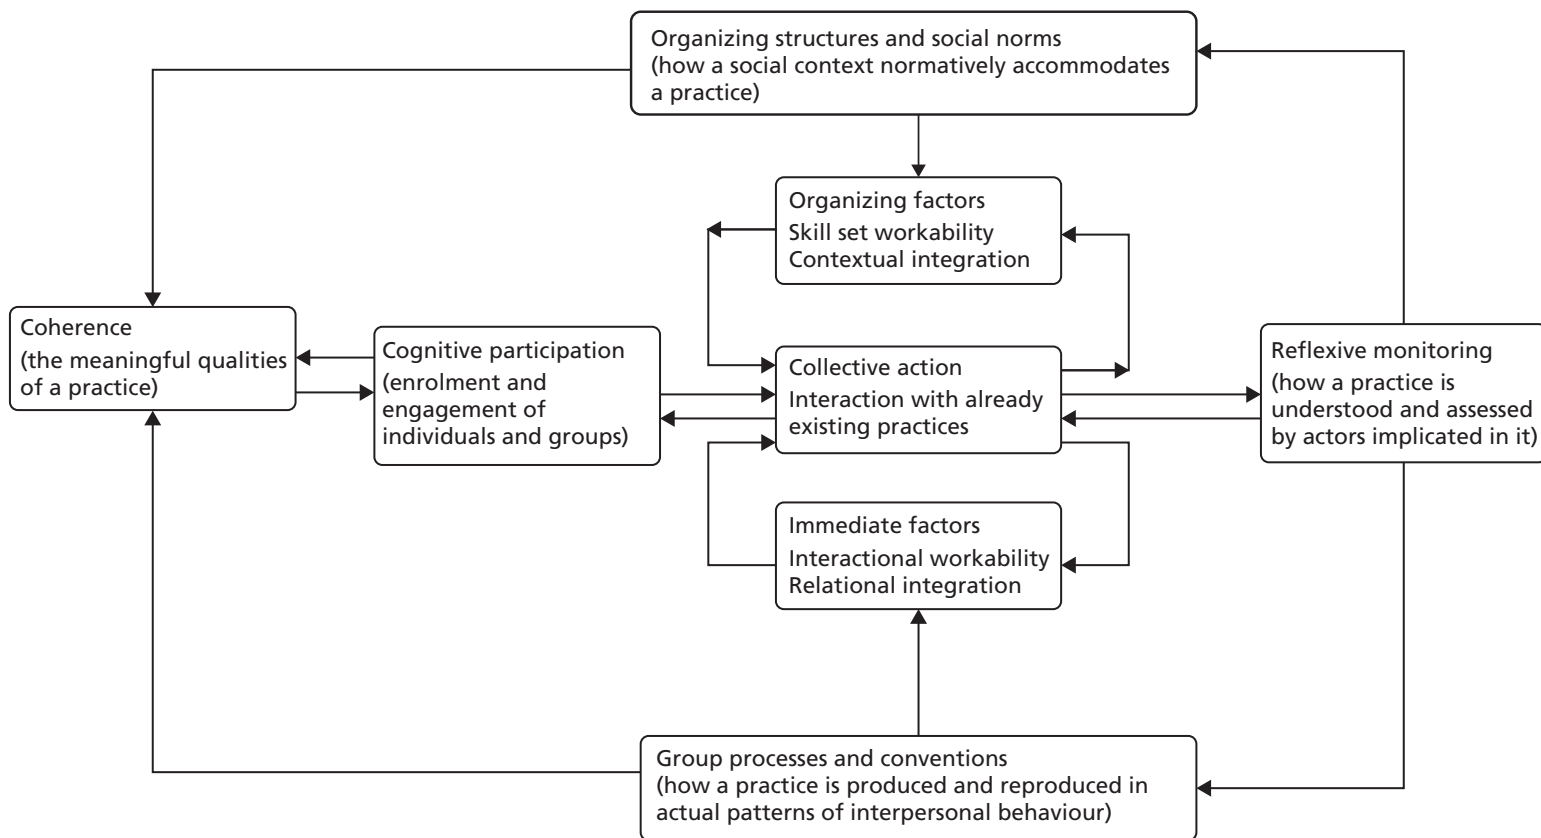 Organizing structures and social norms
(how a social context normatively accommodates
a practice)
Organizing factors
Skill set workability
Contextual integration
Coherence
(the meaningful qualities
of a practice)
Cognitive participation
(enrolment and
engagement of
individuals and groups)
Collective action
Interaction with already
existing practices
Reflexive monitoring
(how a practice is
understood and assessed
by actors implicated in it)
Immediate factors
Interactional workability
Relational integration
Group processes and conventions
(how a practice is produced and reproduced in
actual patterns of interpersonal behaviour)